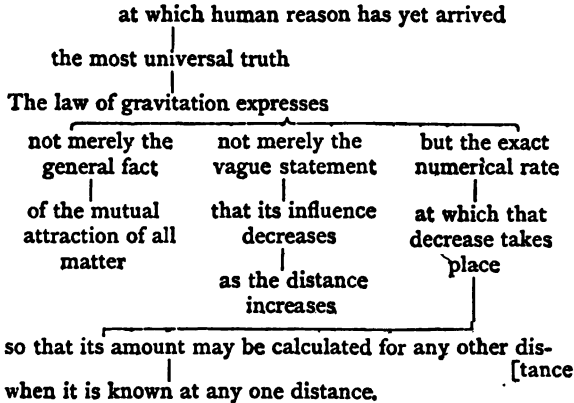 at which human reason has yet arrived
the most universal truth
The law of gravitation expresses
not merely the
general fact
of the mutual
attraction of all
matter
not merely the
vague statement
that its influence
decreases
as the distance
increases
but the exact
numerical rate
at which that
decrease takes
place
so that its amount may be calculated for any other dis-
[tance
when it is known at any one distance.